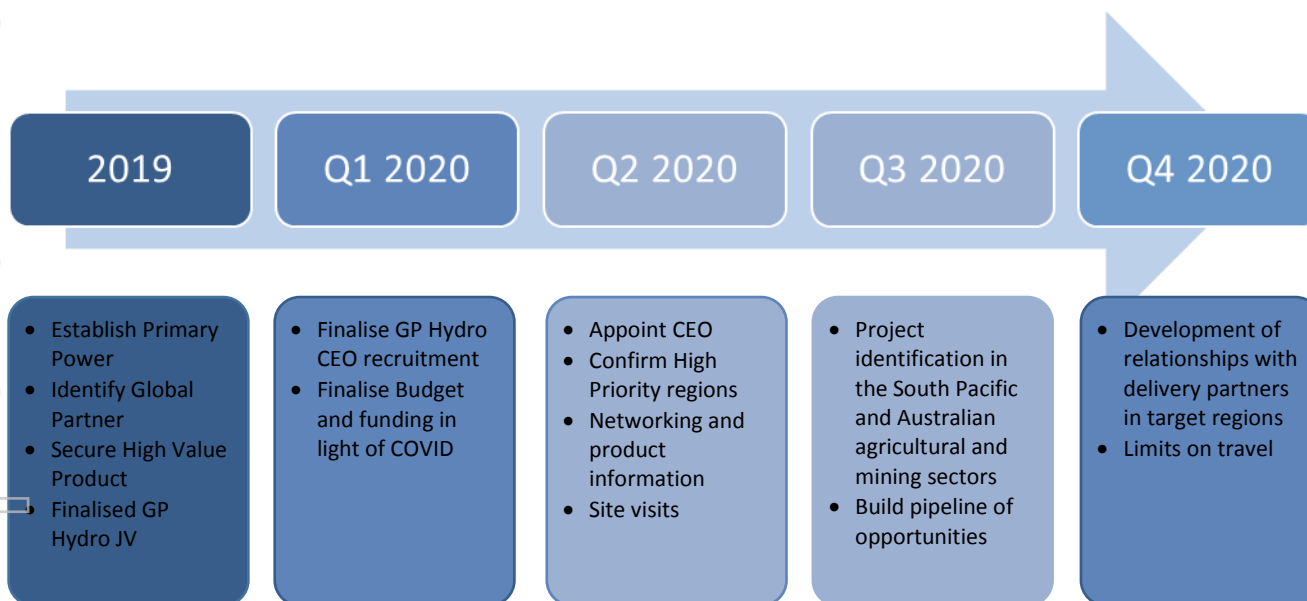 2019
Q1 2020
Q2 2020
Q3 2020
Q4 2020
• Establish Primary
Power
• Identify Global
Partner
• Secure High Value
Product
• Finalised GP
Hydro JV
• Finalise GP Hydro
CEO recruitment
• Finalise Budget
and funding in
light of COVID
• Appoint CEO
• Confirm High
Priority regions
• Networking and
product
information
• Site visits
• Project
identification in
the South Pacific
and Australian
agricultural and
mining sectors
• Build pipeline of
opportunities
• Development of
relationships with
delivery partners
in target regions
• Limits on travel